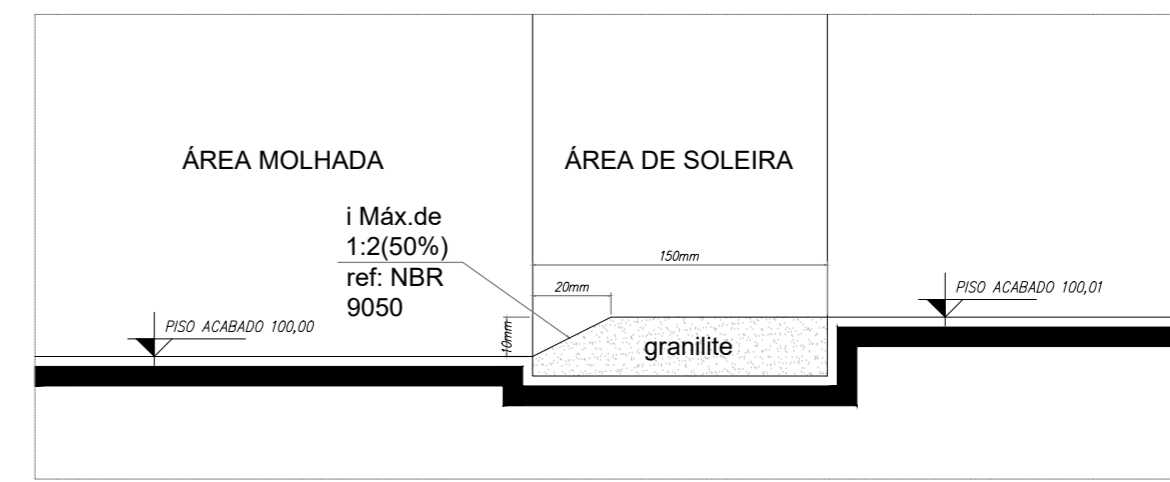 ÁREA MOLHADA
ÁREA DE SOLEIRA
i Máx.de
1:2(50%)
ref: NBR
9050
150mm
20mm
PISO ACABADO 100,01
PISO ACABADO 100,00
10mm
granilite